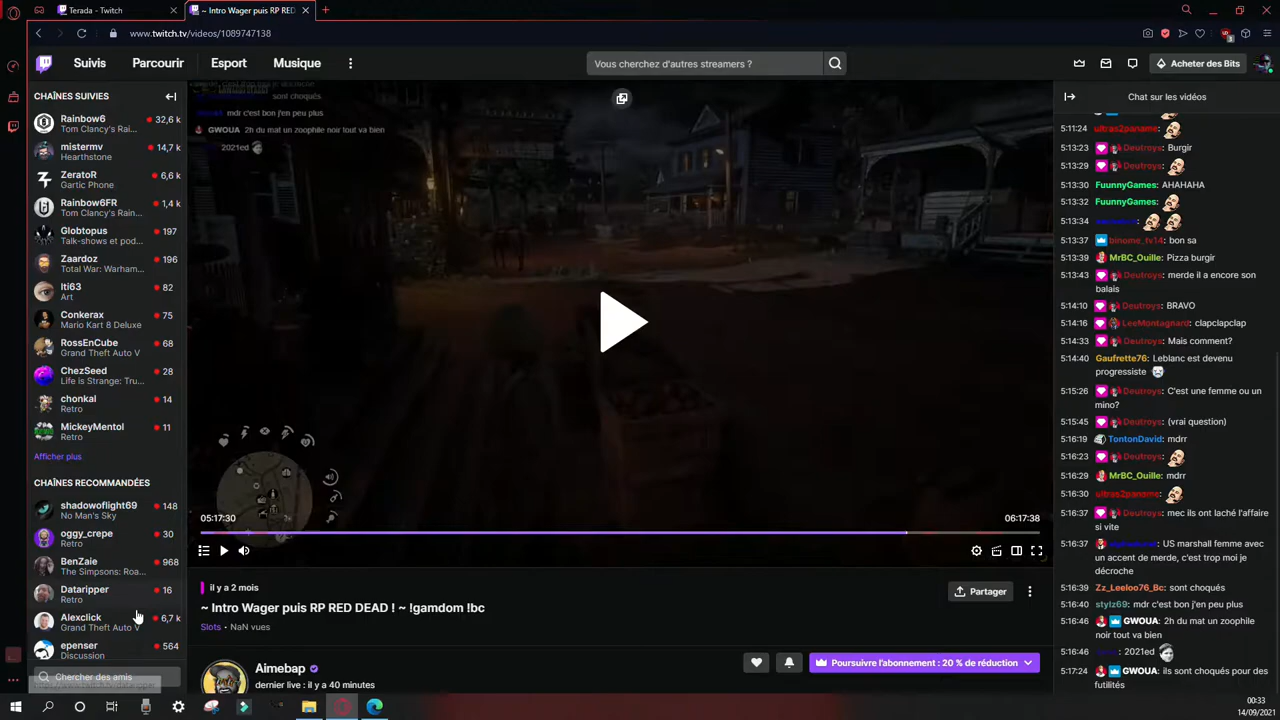 Terada - Twitch
~ Intro Wager puis RP RED
www.twitch.tv/videos/1089747138
Suivis
Parcourir
Esport
Musique
Vous cherchez d'autres streamers ?
Acheter des Bits
CHAÎNES SUIVIES
Rainbow6
32,6 k
Tom Clancy's Rai...
mistermv
14,7 k
Hearthstone
ZeratoR
6,6 k
Gartic Phone
Rainbow6FR
1,4 k
Tom Clancy's Rain...
Globtopus
197
Talk-shows et pod...
Zaardoz
196
Total War: Warham...
Iti63
82
Art
Conkerax
75
Mario Kart 8 Deluxe
RossEnCube
68
Grand Theft Auto V
ChezSeed
28
Life is Strange: Tru...
chonkal
14
Retro
MickeyMentol
11
Retro
Afficher plus
CHAÎNES RECOMMANDÉES
shadowoflight69
148
No Man's Sky
oggy_crepe
30
Retro
BenZaie
968
The Simpsons: Roa...
Dataripper
16
Retro
Alexclick
6,7 k
Grand Theft Auto V
epenser
564
Discussion
Chercher des amis
sont choqués
mdr c'est bon j'en peu plus
GWOUA 2h du mat un zoophile noir tout va bien
2021ed
05:17:30
06:17:38
il y a 2 mois
~ Intro Wager puis RP RED DEAD ! ~ !gamdom !bc
Slots • NaN vues
Partager
Aimebap
dernier live : il y a 40 minutes
Poursuivre l'abonnement : 20 % de réduction
Chat sur les vidéos
5:11:24 ultras2paname:
5:13:29 Deutroys: Burgir
5:13:29 Deutroys:
5:13:30 FuunnyGames: AHAHAHA
5:13:32 FuunnyGames:
5:13:34
5:13:37 binome_tv14: bon sa
5:13:39 MrBC_Ouille: Pizza burgir
5:13:43 Deutroys: merde il a encore son
balais
5:14:10 Deutroys: BRAVO
5:14:16 LeeMontagnard: clapclapclap
5:14:33 Deutroys: Mais comment?
5:14:40 Gaufrette76: Leblanc est devenu
progressiste
5:15:26 Deutroys: C'est une femme ou un
mino?
5:15:45 Deutroys: (vrai question)
5:16:19 TontonDavid: mdrr
5:16:23 Deutroys:
5:16:29 MrBC_Ouille: mdrr
5:16:30 ultras2paname:
5:16:37 Deutroys: mec ils ont laché l'affaire
si vite
5:16:37 : US marshall femme avec
un accent de merde, c'est trop moi je
décroche
5:16:39 Zz_Leeloo76_Bc: sont choqués
5:16:40 stylz69: mdr c'est bon j'en peu plus
5:16:46 GWOUA: 2h du mat un zoophile
noir tout va bien
5:16:46 : 2021ed
5:17:24 GWOUA: ils sont choqués pour des
futilités
00:33
14/09/2021